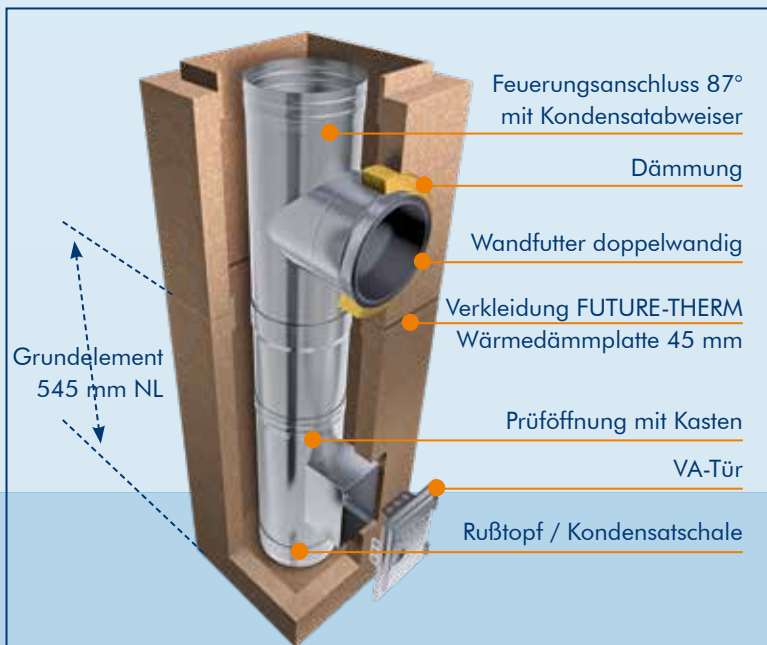 Feuerungsanschluss 87°
mit Kondensatabweiser
Dämmung
Wandfutter doppelwandig
Verkleidung FUTURE-THERM
Wärmedämmplatte 45 mm
Grundelement
545 mm NL
Prüföffnung mit Kasten
VA-Tür
Rußtopf / Kondensatschale